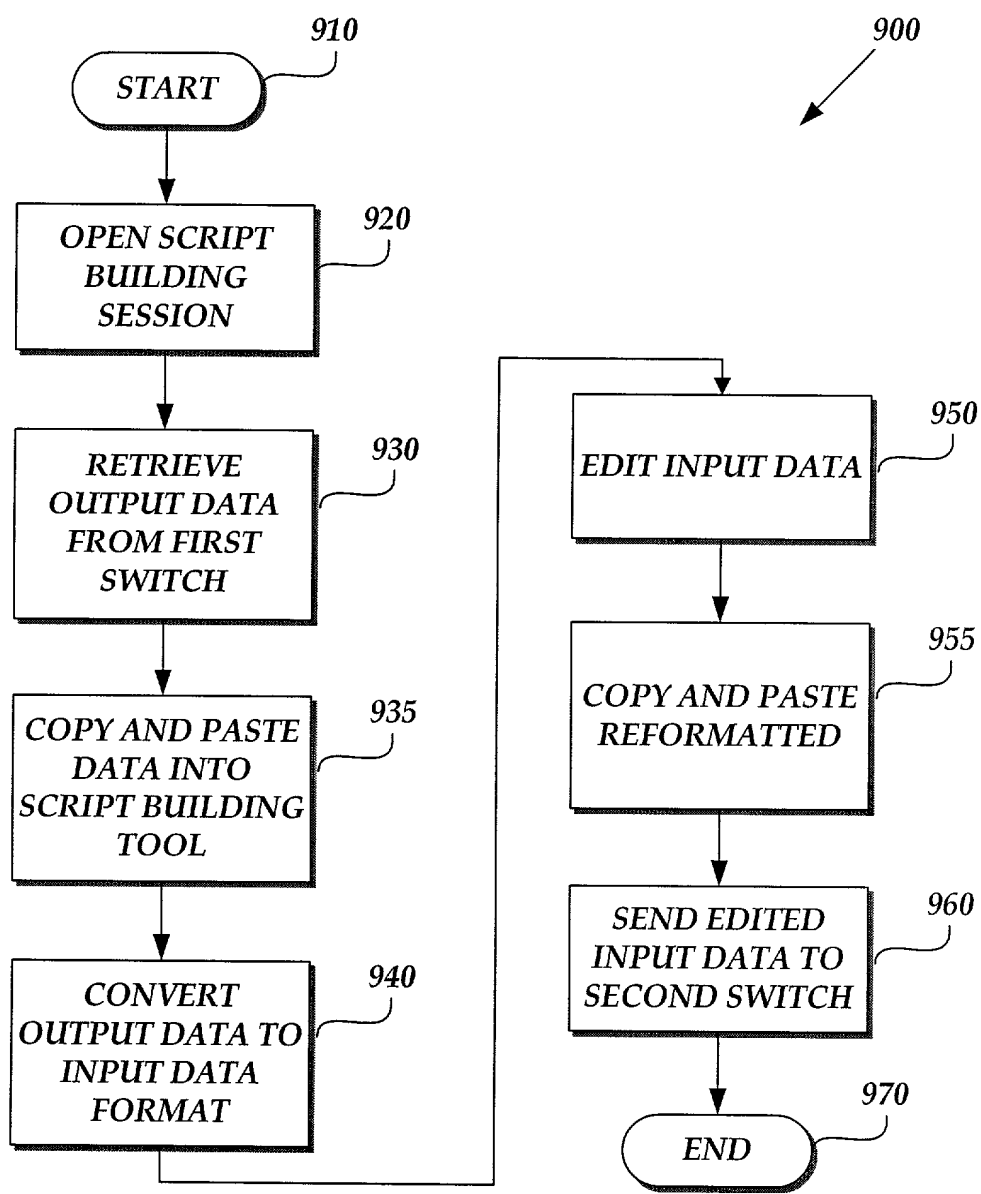 910
START
900
920
OPEN SCRIPT
BUILDING
SESSION
930
RETRIEVE
OUTPUT DATA
FROM FIRST
SWITCH
935
COPY AND PASTE
DATA INTO
SCRIPT BUILDING
TOOL
940
CONVERT
OUTPUT DATA TO
INPUT DATA
FORMAT
950
EDIT INPUT DATA
955
COPY AND PASTE
REFORMATTED
960
SEND EDITED
INPUT DATA TO
SECOND SWITCH
970
END